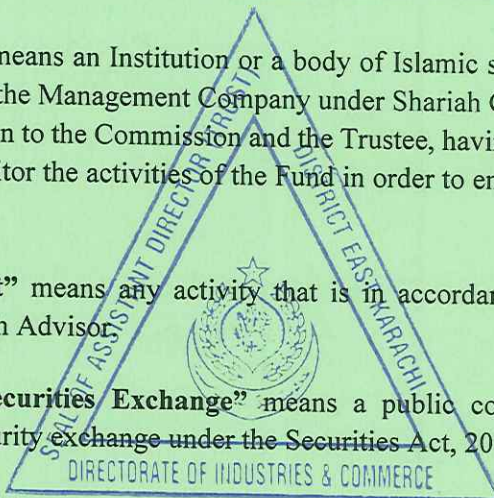 means an Institution or a body of Islamic s
the Management Company under Shariah
n to the Commission and the Trustee, havi
tor the activities of the Fund in order to en
” means any activity that is in accordan
n Advisor.
ecurities Exchange” means a public co
urity exchange under the Securities Act, 20
SEAL OF ASSISTANT DIRECTOR TRUST,
DISTRICT EAST KARACHI
DIRECTORATE OF INDUSTRIES & COMMERCE